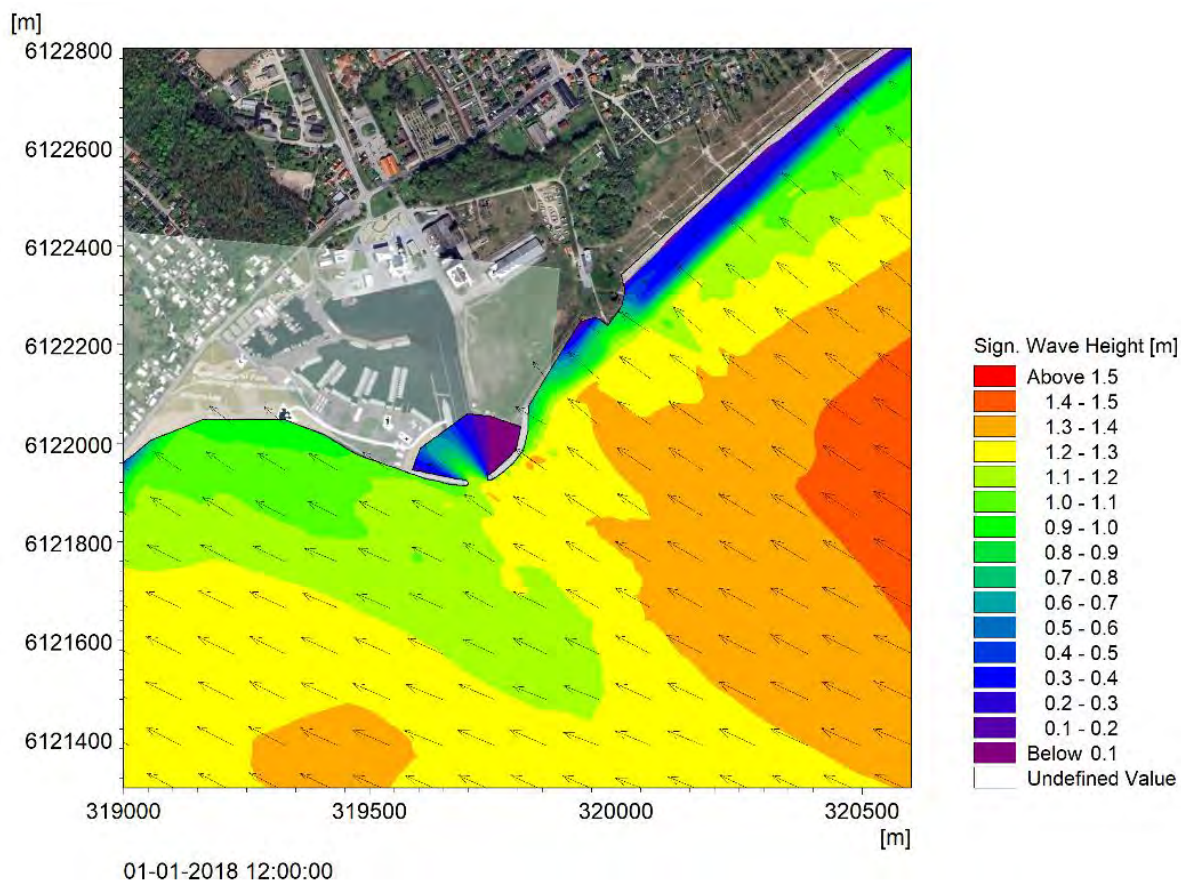 [m]
6122800
6122600
6122400
6122200
6122000
6121800
6121600
6121400
319000
319500
320000
320500
[m]
01-01-2018 12:00:00
Sign. Wave Height [m]
Above 1.5
1.4 - 1.5
1.3 - 1.4
1.2 - 1.3
1.1 - 1.2
1.0 - 1.1
0.9 - 1.0
0.8 - 0.9
0.7 - 0.8
0.6 - 0.7
0.5 - 0.6
0.4 - 0.5
0.3 - 0.4
0.2 - 0.3
0.1 - 0.2
Below 0.1
Undefined Value